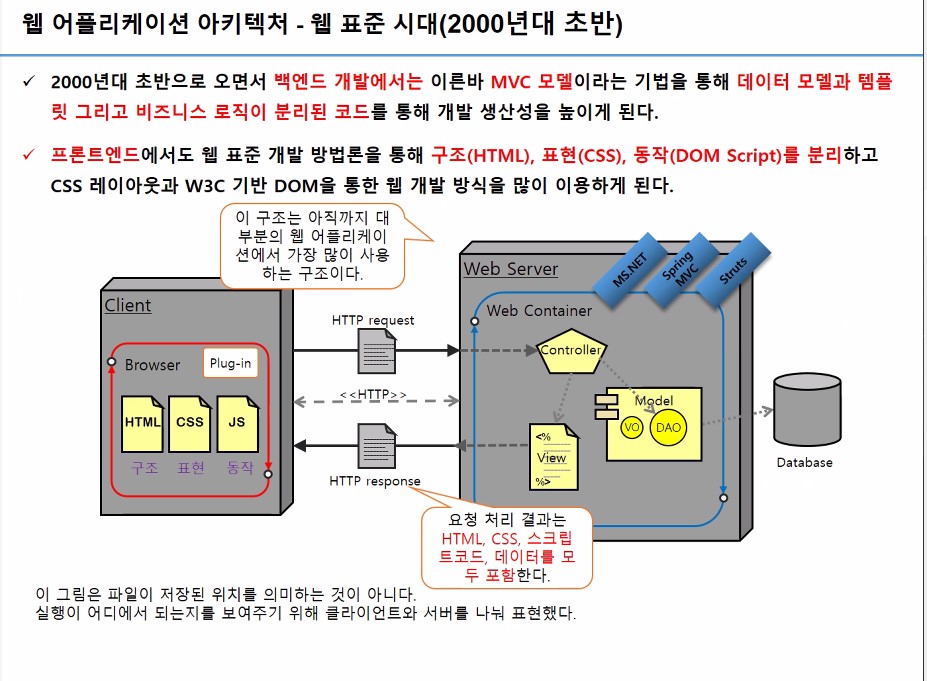 웹 어플리케이션 아키텍처 - 웹 표준 시대(2000년대 초반)
✓ 2000년대 초반으로 오면서 백엔드 개발에서는 이른바 MVC 모델이라는 기법을 통해 데이터 모델과 템플
릿 그리고 비즈니스 로직이 분리된 코드를 통해 개발 생산성을 높이게 된다.
✓ 프론트엔드에서도 웹 표준 개발 방법론을 통해 구조(HTML), 표현(CSS), 동작(DOM Script)를 분리하고
CSS 레이아웃과 W3C 기반 DOM을 통한 웹 개발 방식을 많이 이용하게 된다.
이 구조는 아직까지 대
부분의 웹 어플리케이
션에서 가장 많이 사용
하는 구조이다.
Client
Browser
Plug-in
HTML
CSS
JS
구조
표현
동작
HTTP request
<<HTTP>>
HTTP response
Web Server
MS.NET
Spring
MVC
Struts
Web Container
Controller
Model
VO
DAO
<%
View
%>
Database
요청 처리 결과는
HTML, CSS, 스크립
트코드, 데이터를 모
두 포함한다.
이 그림은 파일이 저장된 위치를 의미하는 것이 아니다.
실행이 어디에서 되는지를 보여주기 위해 클라이언트와 서버를 나눠 표현했다.